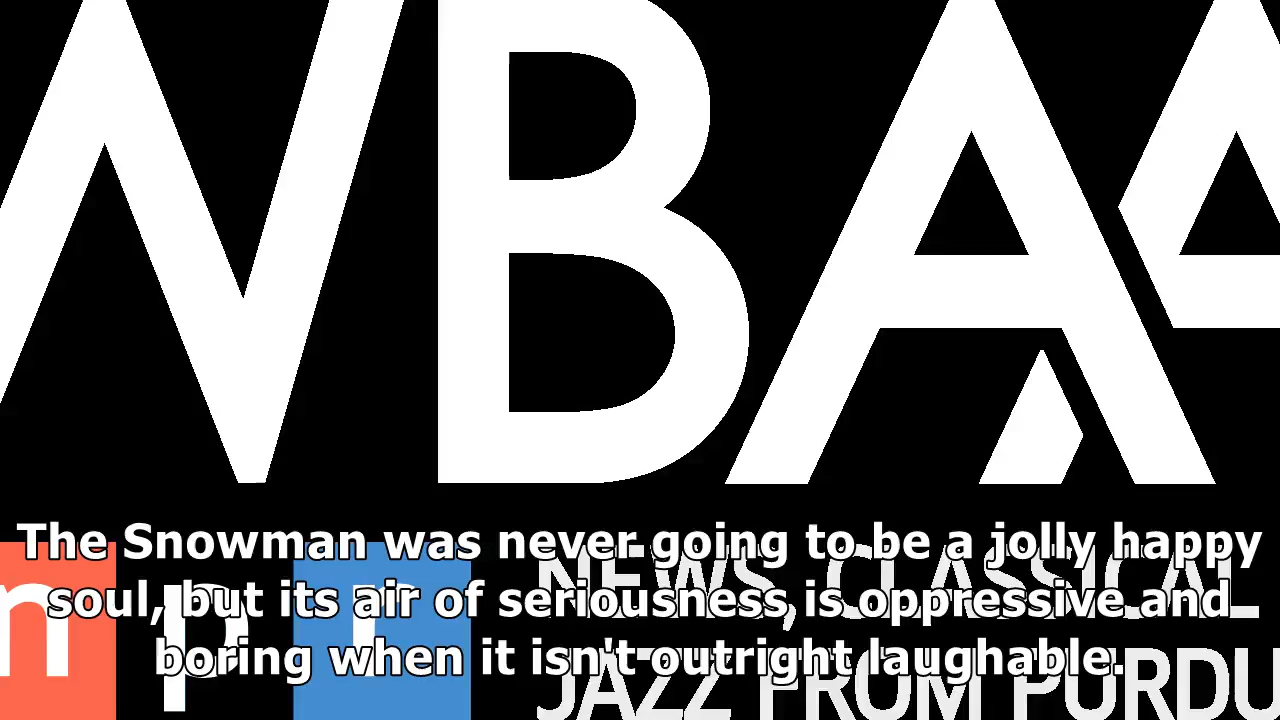 WBAA
The Snowman was never going to be a jolly happy
soul, but its air of seriousness is oppressive and
boring when it isn't outright laughable.
npr
NEWS, CLASSICAL
JAZZ FROM PURDU